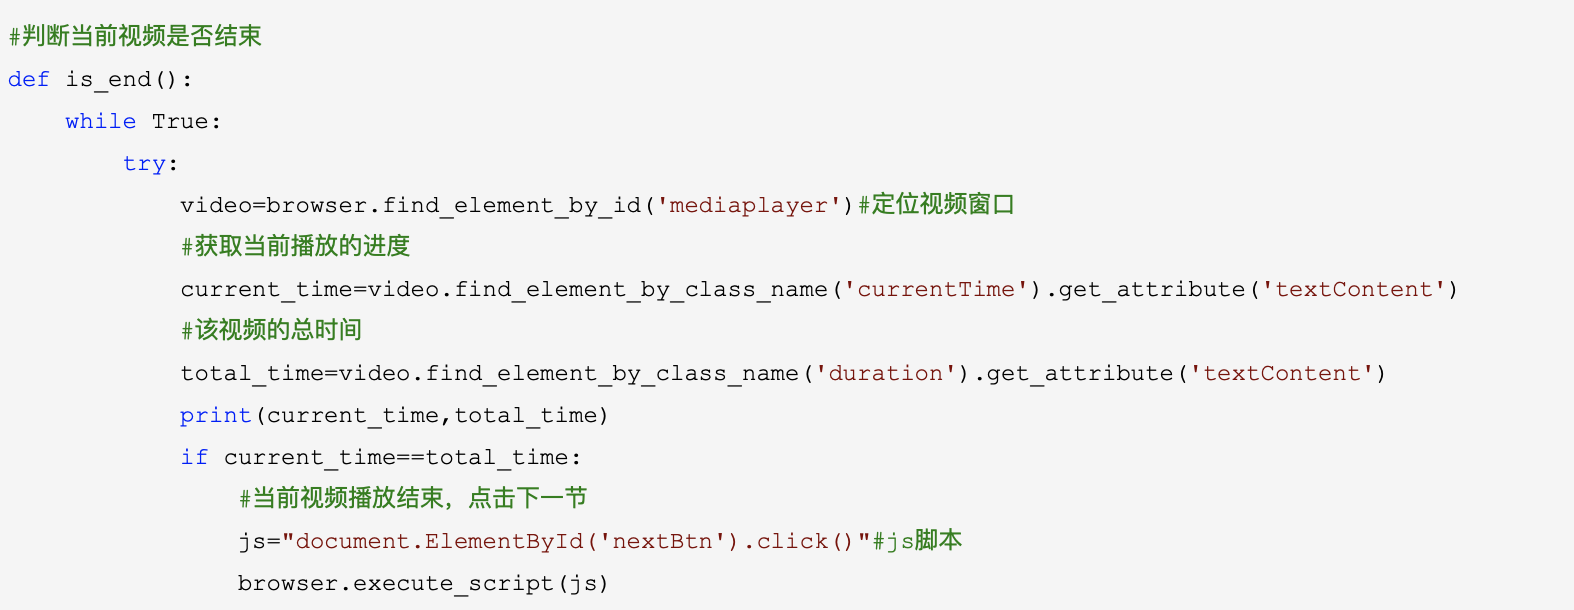 #判断当前视频是否结束
def is_end():
    while True:
        try:
            video=browser.find_element_by_id('mediaplayer')#定位视频窗口
            #获取当前播放的进度
            current_time=video.find_element_by_class_name('currentTime').get_attribute('textContent')
            #该视频的总时间
            total_time=video.find_element_by_class_name('duration').get_attribute('textContent')
            print(current_time,total_time)
            if current_time==total_time:
                #当前视频播放结束，点击下一节
                js="document.ElementById('nextBtn').click()"#js脚本
                browser.execute_script(js)